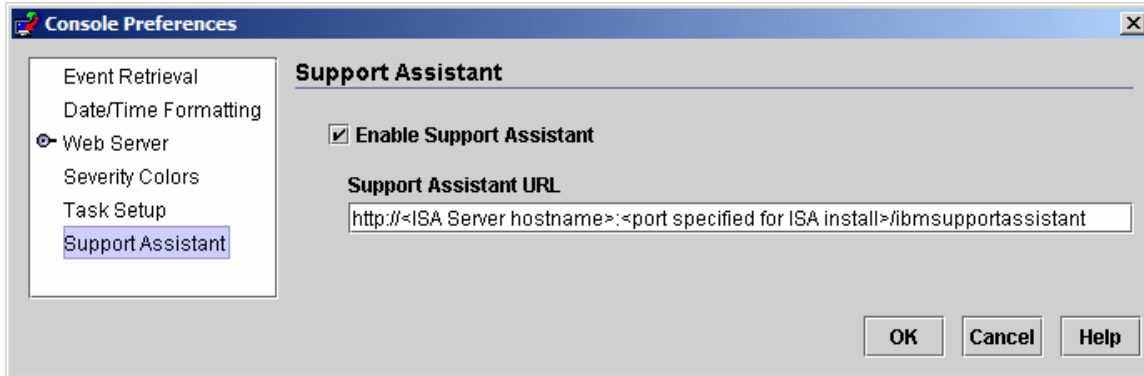 Console Preferences
Event Retrieval
Date/Time Formatting
Web Server
Severity Colors
Task Setup
Support Assistant
Support Assistant
Enable Support Assistant
Support Assistant URL
http://<ISA Server hostname>:<port specified for ISA install>/ibmsupportassistant
OK
Cancel
Help